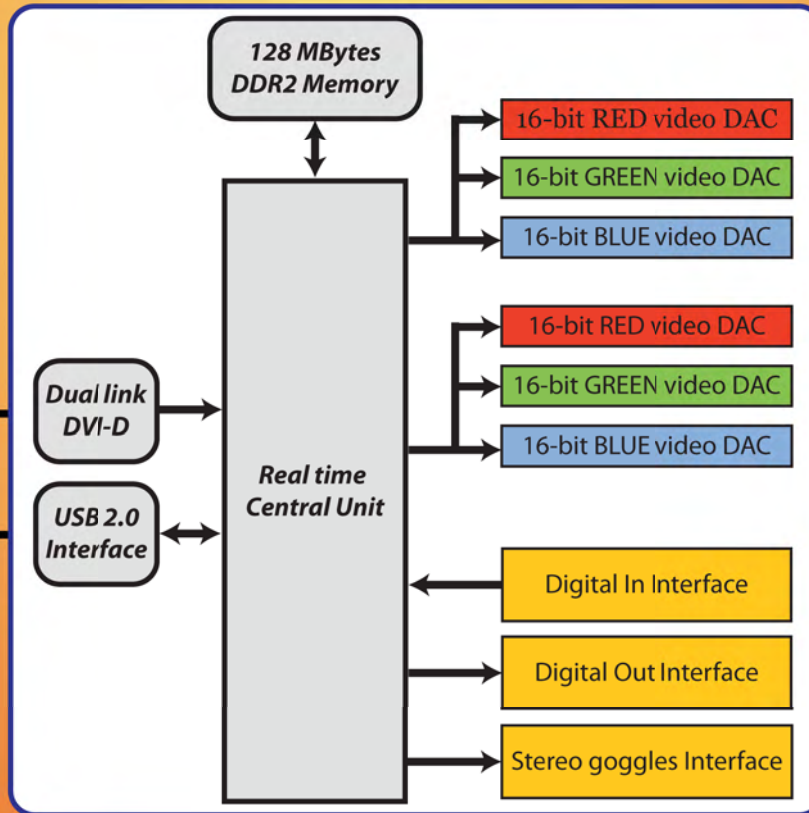 128 MBytes
DDR2 Memory
16-bit RED video DAC
16-bit GREEN video DAC
16-bit BLUE video DAC
16-bit RED video DAC
16-bit GREEN video DAC
16-bit BLUE video DAC
Dual link
DVI-D
Real time
Central Unit
USB 2.0
Interface
Digital In Interface
Digital Out Interface
Stereo goggles Interface